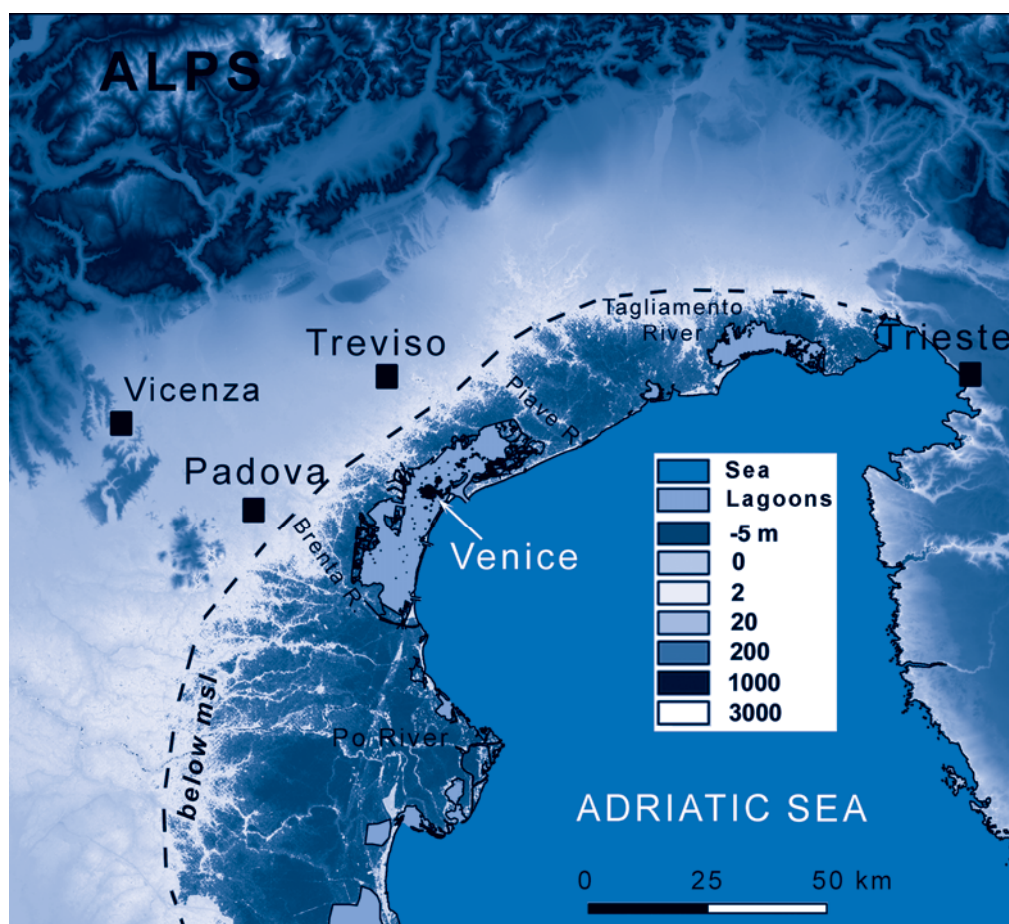 ALPS
Tagliamento
River
Trieste
Treviso
Vicenza
Piave R.
Padova
Brenta R.
Venice
Sea
Lagoons
-5 m
0
2
20
200
1000
3000
below msl
Po River
ADRIATIC SEA
0 25 50 km